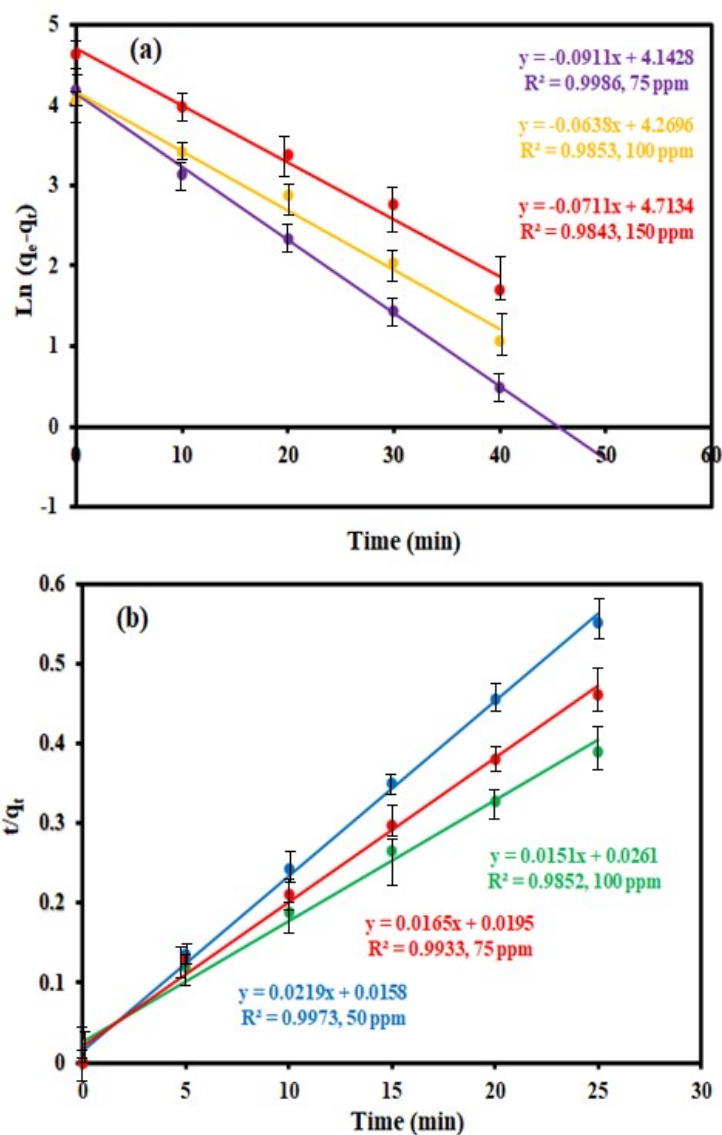 (a)
y = -0.0911x + 4.1428
R² = 0.9986, 75 ppm
y = -0.0638x + 4.2696
R² = 0.9853, 100 ppm
y = -0.0711x + 4.7134
R² = 0.9843, 150 ppm
5
4
3
2
1
0
-1
Ln (qₑ-qₜ)
0
10
20
30
40
50
60
Time (min)
(b)
0.6
0.5
0.4
0.3
0.2
0.1
0
t/qₜ
y = 0.0151x + 0.0261
R² = 0.9852, 100 ppm
y = 0.0165x + 0.0195
R² = 0.9933, 75 ppm
y = 0.0219x + 0.0158
R² = 0.9973, 50 ppm
0
5
10
15
20
25
30
Time (min)